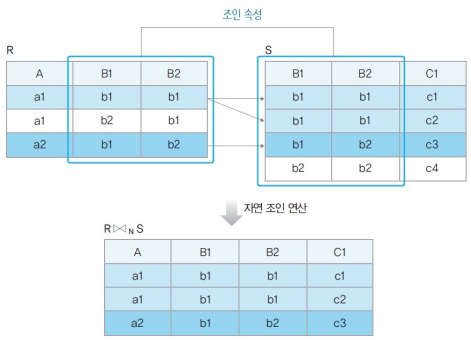 조인 속성
R
S
A B1 B2
B1 B2 C1
a1 b1 b1
b1 b1 c1
a1 b2 b1
b1 b1 c2
a2 b1 b2
b1 b2 c3
b2 b2 c4
자연 조인 연산
R⋈N S
A B1 B2 C1
a1 b1 b1 c1
a1 b1 b1 c2
a2 b1 b2 c3